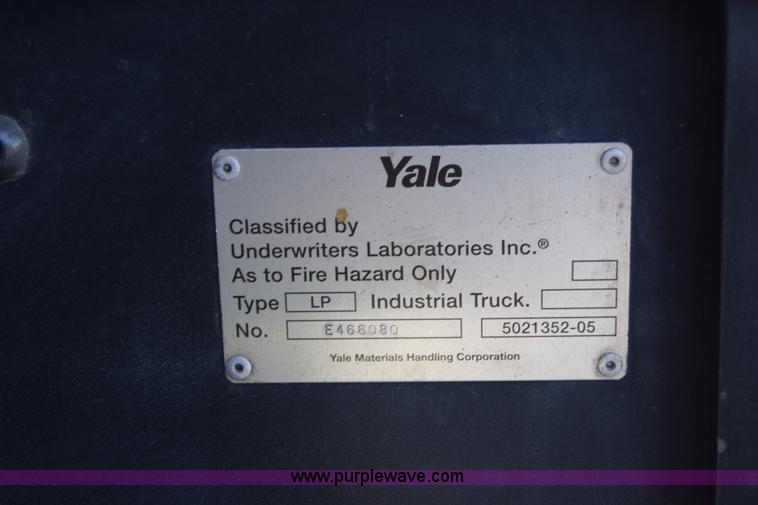 Yale
Classified by
Underwriters Laboratories Inc.®
As to Fire Hazard Only
Type LP Industrial Truck.
No. E466080 5021352-05
Yale Materials Handling Corporation
www.purplewave.com